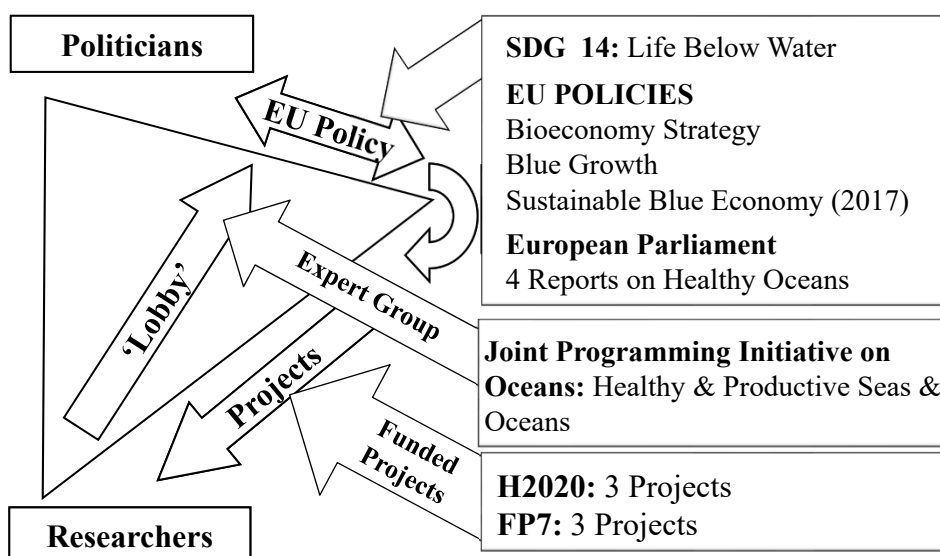 Politicians
EU Policy
'Lobby'
Expert Group
Projects
Funded
Projects
Researchers
SDG  14: Life Below Water
EU POLICIES
Bioeconomy Strategy
Blue Growth
Sustainable Blue Economy (2017)
European Parliament
4 Reports on Healthy Oceans
Joint Programming Initiative on
Oceans: Healthy & Productive Seas &
Oceans
H2020: 3 Projects
FP7: 3 Projects